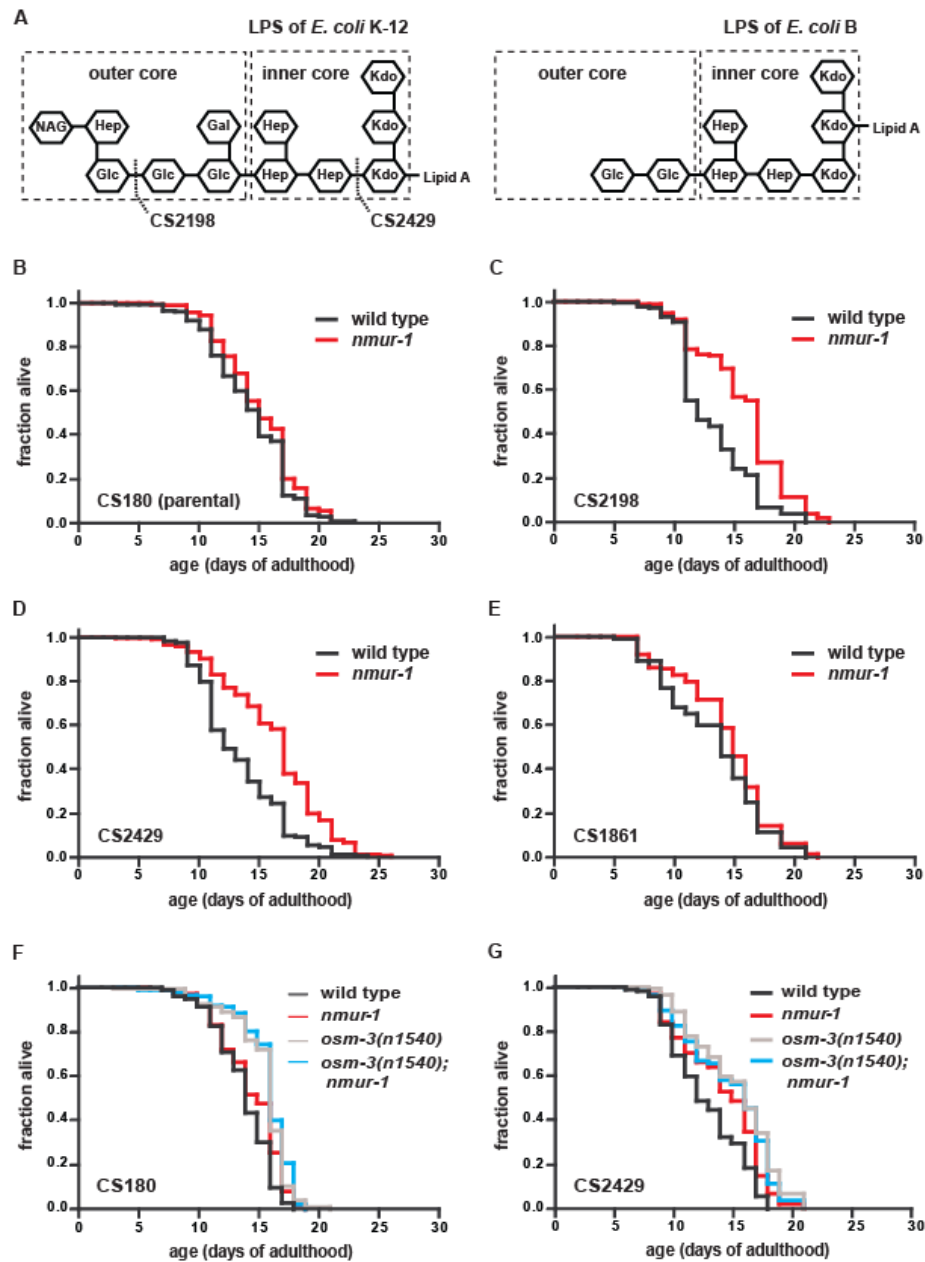 A
LPS of E. coli K-12
LPS of E. coli B
outer core
inner core
outer core
inner core
Kdo
Kdo
NAG
Hep
Gal
Hep
Kdo
Hep
Kdo
Lipid A
Glc
Glc
Glc
Hep
Hep
Kdo
Lipid A
Glc
Glc
Hep
Hep
Kdo
CS2198
CS2429
B
fraction alive
1.0
0.8
0.6
0.4
0.2
0.0
wild type
nmur-1
CS180 (parental)
0 5 10 15 20 25 30
age (days of adulthood)
C
fraction alive
1.0
0.8
0.6
0.4
0.2
0.0
wild type
nmur-1
CS2198
0 5 10 15 20 25 30
age (days of adulthood)
D
fraction alive
1.0
0.8
0.6
0.4
0.2
0.0
wild type
nmur-1
CS2429
0 5 10 15 20 25 30
age (days of adulthood)
E
fraction alive
1.0
0.8
0.6
0.4
0.2
0.0
wild type
nmur-1
CS1861
0 5 10 15 20 25 30
age (days of adulthood)
F
fraction alive
1.0
0.8
0.6
0.4
0.2
0.0
wild type
nmur-1
osm-3(n1540)
osm-3(n1540);
nmur-1
CS180
0 5 10 15 20 25 30
age (days of adulthood)
G
fraction alive
1.0
0.8
0.6
0.4
0.2
0.0
wild type
nmur-1
osm-3(n1540)
osm-3(n1540);
nmur-1
CS2429
0 5 10 15 20 25 30
age (days of adulthood)